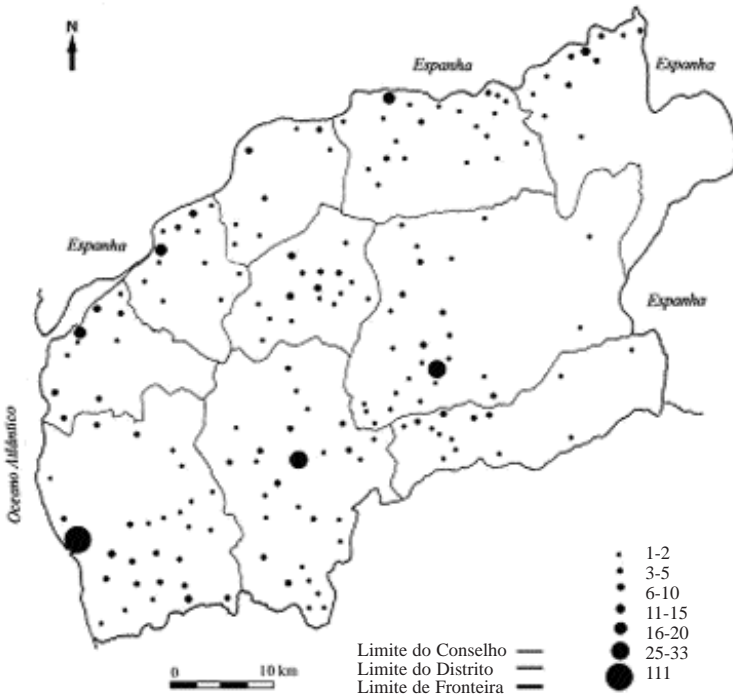 N
Espanha
Espanha
Espanha
Espanha
Espanha
Oceano Atlântico
1-2
3-5
6-10
11-15
16-20
25-33
111
Limite do Conselho
Limite do Distrito
Limite de Fronteira
0 10 km